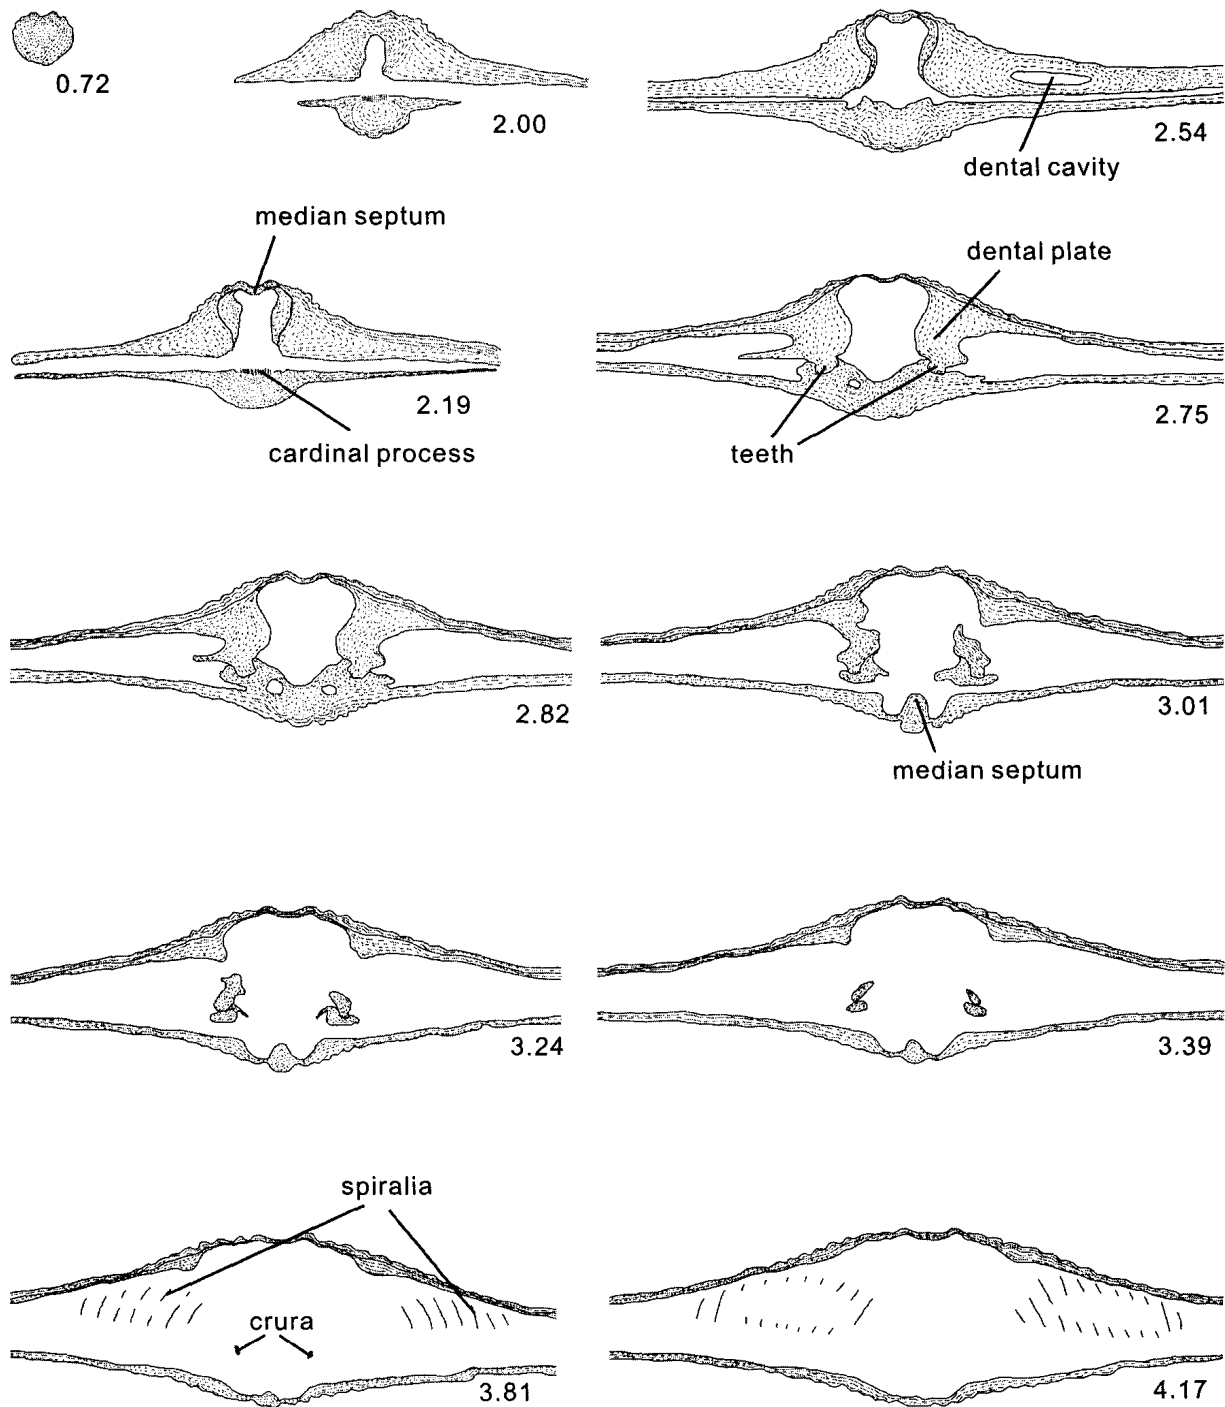 0.72
2.00
2.54
dental cavity
median septum
2.19
cardinal process
dental plate
2.75
teeth
2.82
3.01
median septum
3.24
3.39
spiralia
crura
3.81
4.17